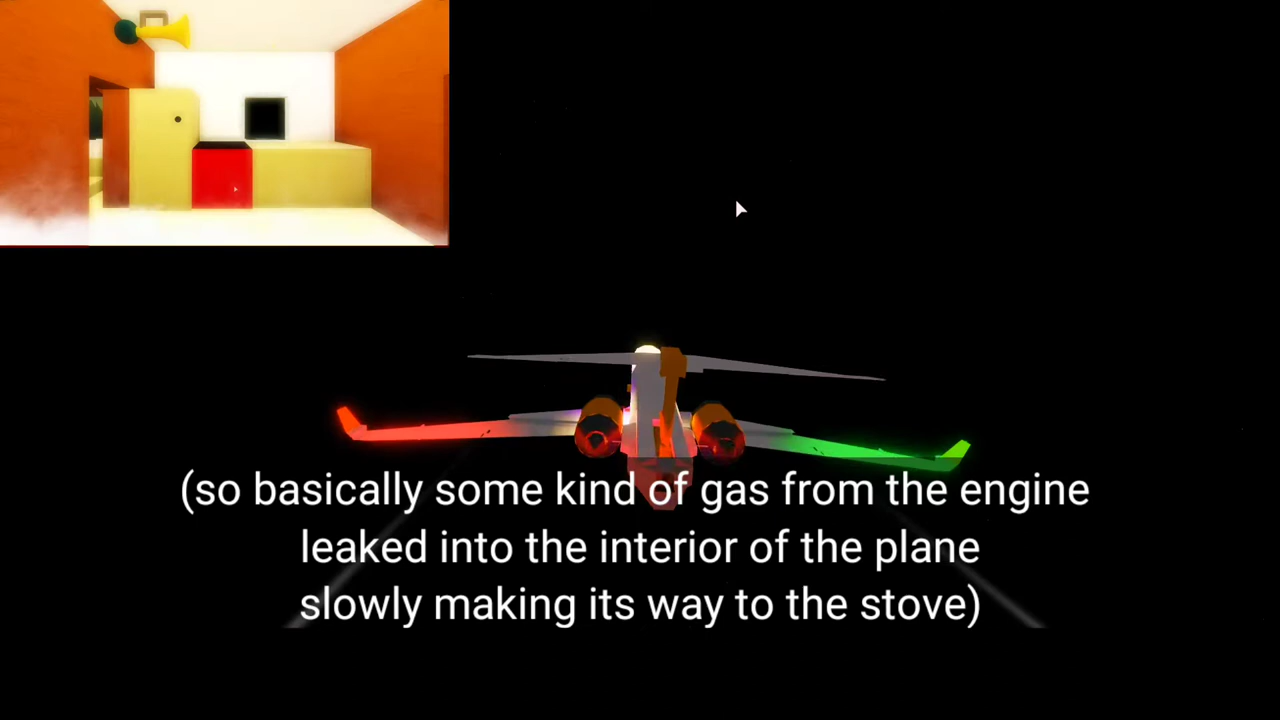 (so basically some kind of gas from the engine
leaked into the interior of the plane
slowly making its way to the stove)